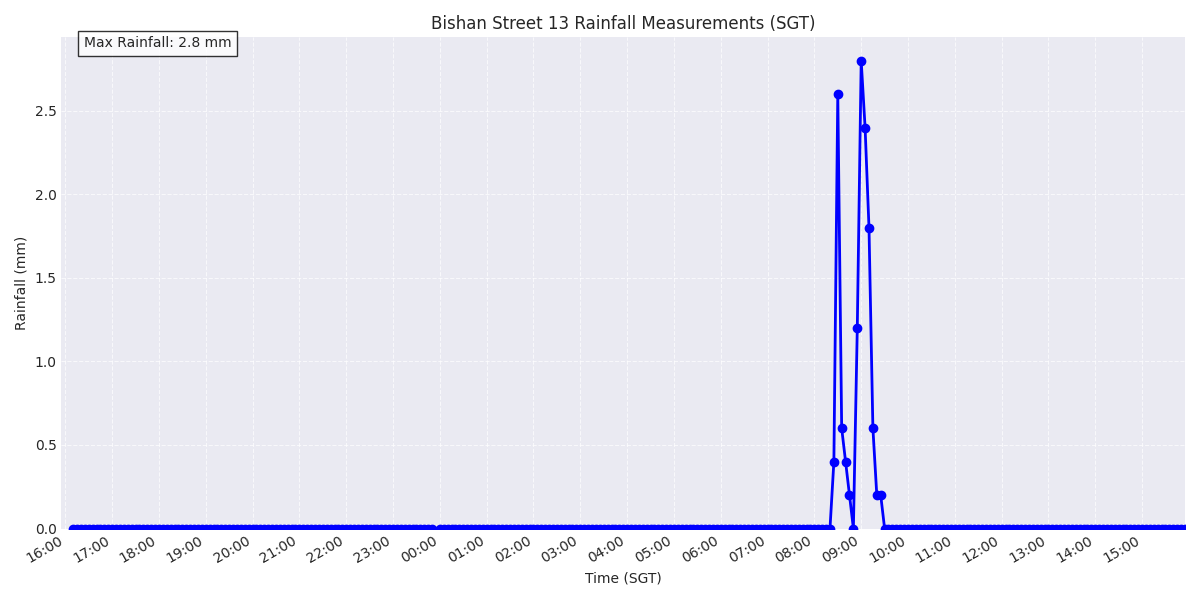 Bishan Street 13 Rainfall Measurements (SGT)
Max Rainfall: 2.8 mm
2.5
2.0
1.5
1.0
0.5
0.0
Rainfall (mm)
16:00 17:00 18:00 19:00 20:00 21:00 22:00 23:00 00:00 01:00 02:00 03:00 04:00 05:00 06:00 07:00 08:00 09:00 10:00 11:00 12:00 13:00 14:00 15:00
Time (SGT)